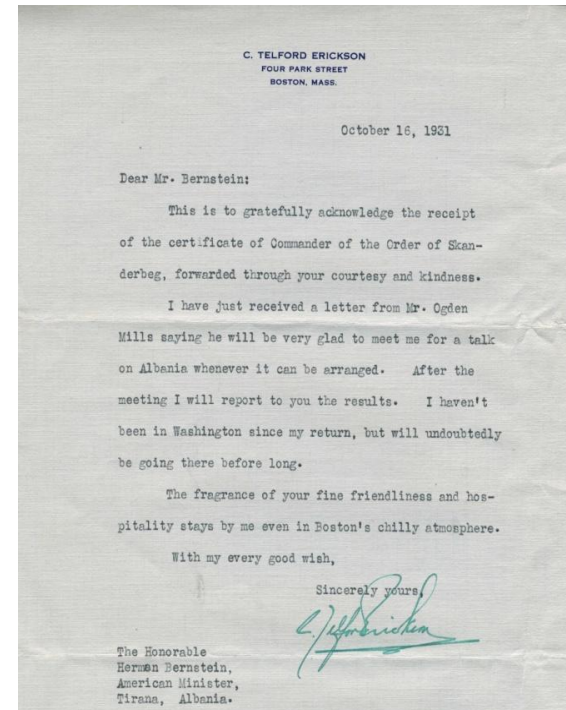 C. TELFORD ERICKSON
FOUR PARK STREET
BOSTON, MASS.
October 16, 1931
Dear Mr. Bernstein:
This is to gratefully acknowledge the receipt
of the certificate of Commander of the Order of Skan-
derbeg, forwarded through your courtesy and kindness.
I have just received a letter from Mr. Ogden
Mills saying he will be very glad to meet me for a talk
on Albania whenever it can be arranged. After the
meeting I will report to you the results. I haven't
been in Washington since my return, but will undoubtedly
be going there before long.
The fragrance of your fine friendliness and hos-
pitality stays by me even in Boston's chilly atmosphere.
With my every good wish,
Sincerely yours,
C. Telford Erickson
The Honorable
Herman Bernstein,
American Minister,
Tirana, Albania.